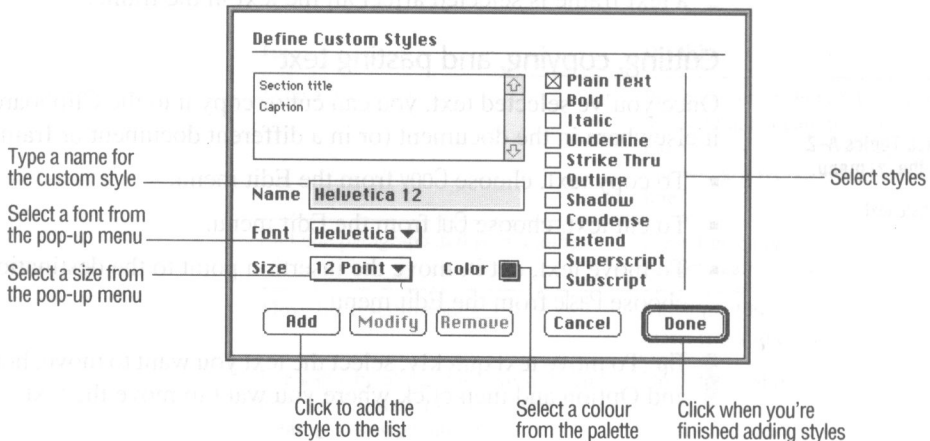 Define Custom Styles
Section title
Caption
Name Helvetica 12
Font Helvetica
Size 12 Point Color
Plain Text
Bold
Italic
Underline
Strike Thru
Outline
Shadow
Condense
Extend
Superscript
Subscript
Add Modify Remove Cancel Done
Type a name for
the custom style
Select a font from
the pop-up menu
Select a size from
the pop-up menu
Select styles
Click to add the
style to the list
Select a colour
from the palette
Click when you're
finished adding styles
Cutting, copying, and pasting text